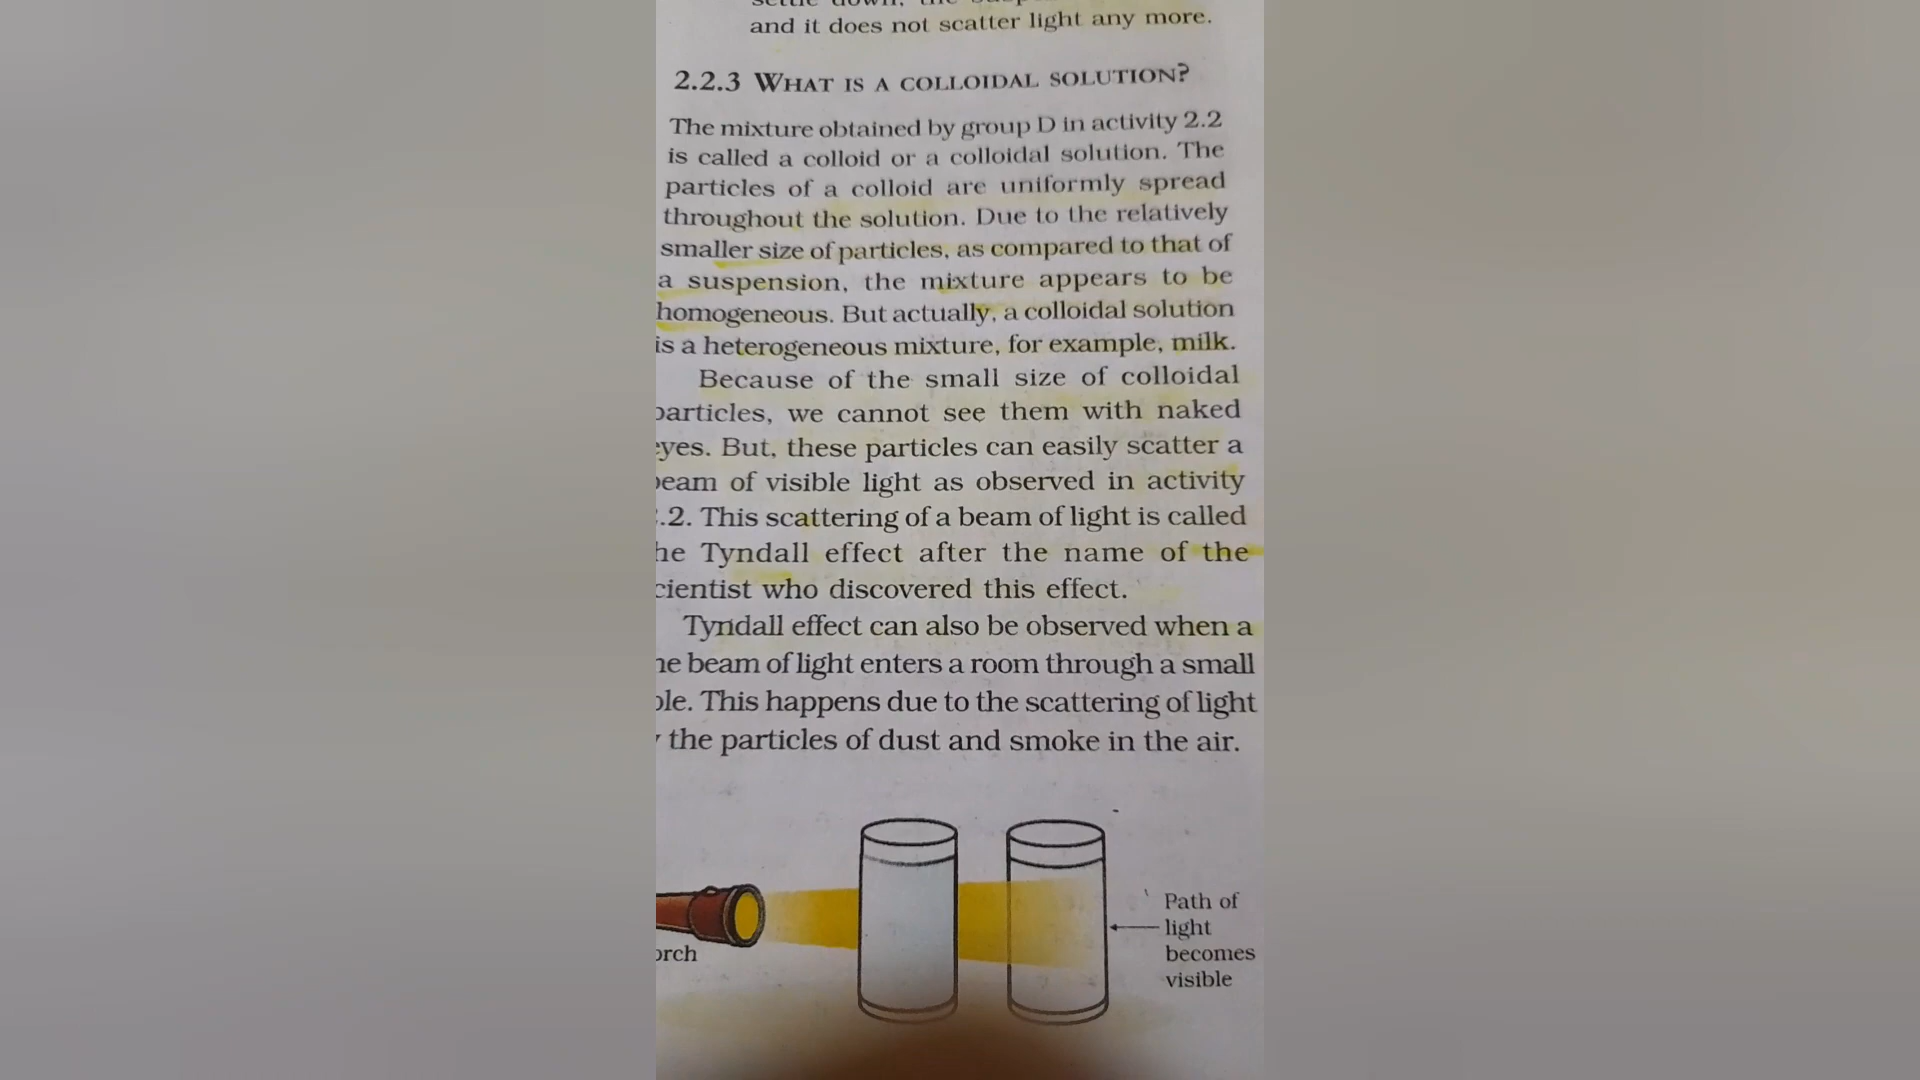 and it does not scatter light any more.
2.2.3 WHAT IS A COLLOIDAL SOLUTION?
The mixture obtained by group D in activity 2.2
is called a colloid or a colloidal solution. The
particles of a colloid are uniformly spread
throughout the solution. Due to the relatively
smaller size of particles, as compared to that of
a suspension, the mixture appears to be
homogeneous. But actually, a colloidal solution
is a heterogeneous mixture, for example, milk.
Because of the small size of colloidal
articles, we cannot see them with naked
yes. But, these particles can easily scatter a
eam of visible light as observed in activity
.2. This scattering of a beam of light is called
he Tyndall effect after the name of the
cientist who discovered this effect.
Tyndall effect can also be observed when a
ne beam of light enters a room through a small
ole. This happens due to the scattering of light
the particles of dust and smoke in the air.
orch
Path of
light
becomes
visible